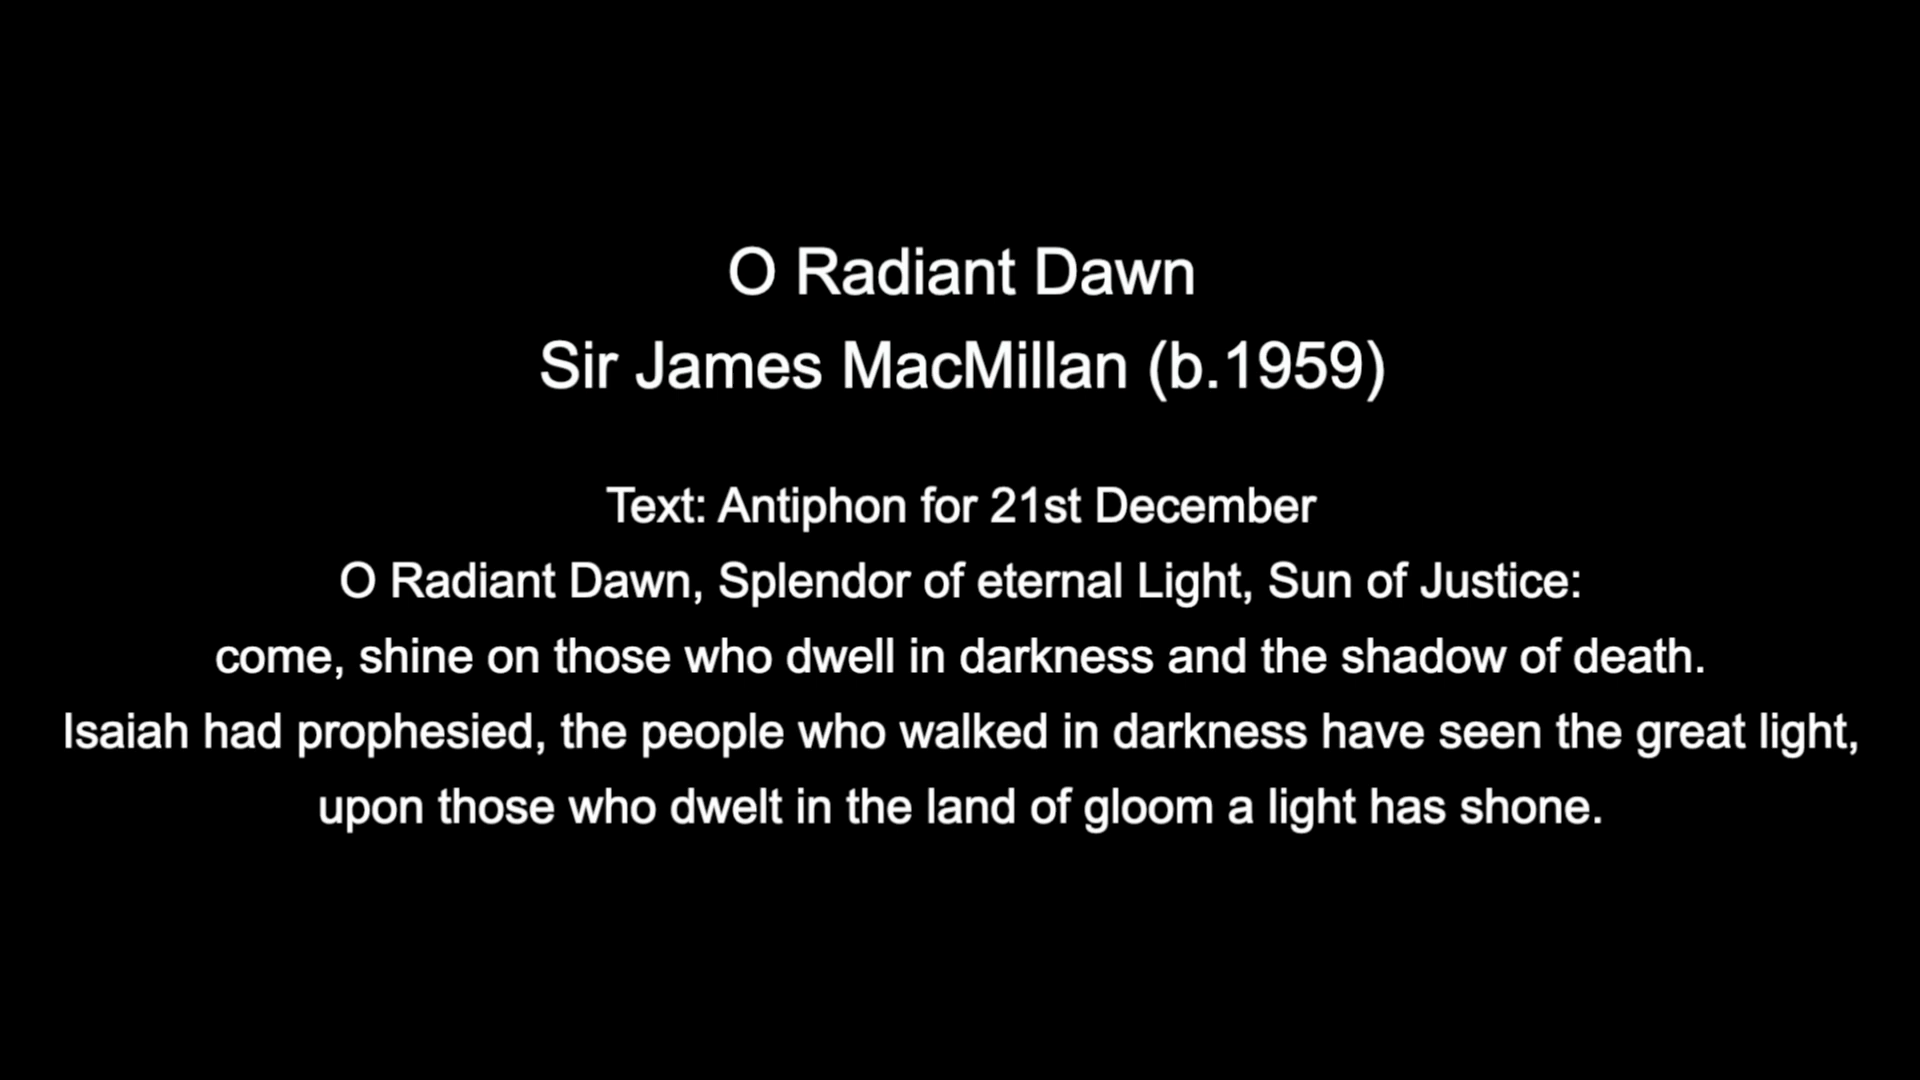 O Radiant Dawn
Sir James MacMillan (b.1959)
Text: Antiphon for 21st December
O Radiant Dawn, Splendor of eternal Light, Sun of Justice:
come, shine on those who dwell in darkness and the shadow of death.
Isaiah had prophesied, the people who walked in darkness have seen the great light,
upon those who dwelt in the land of gloom a light has shone.